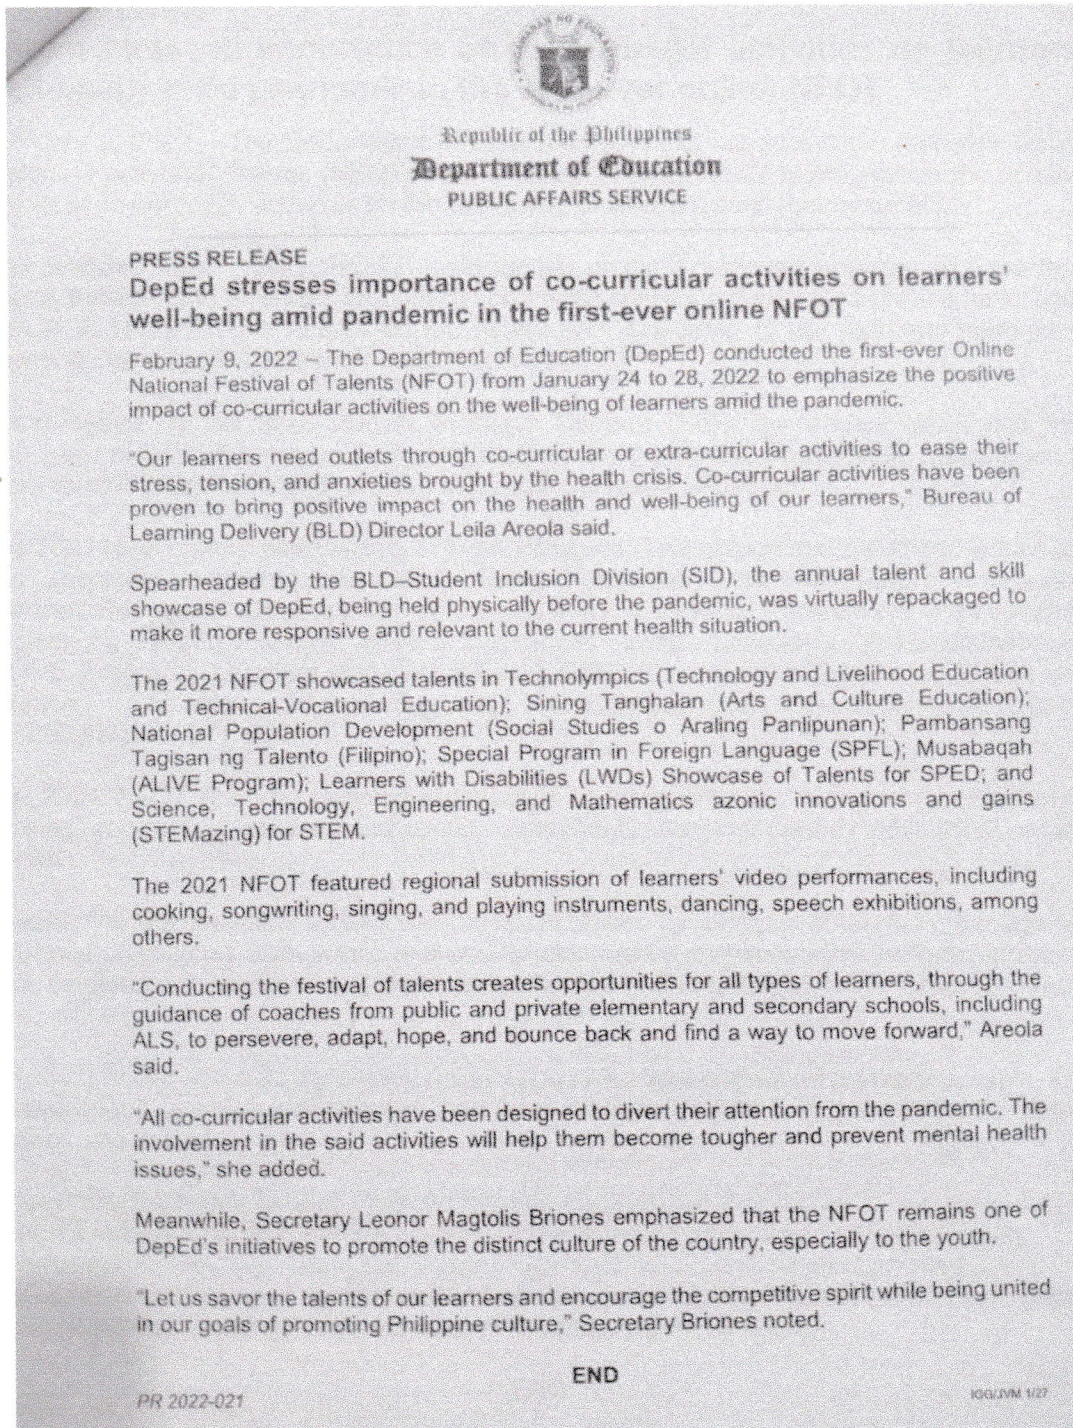 Republic of the Philippines
Department of Education
PUBLIC AFFAIRS SERVICE
PRESS RELEASE
DepEd stresses importance of co-curricular activities on learners'
well-being amid pandemic in the first-ever online NFOT
February 9, 2022 – The Department of Education (DepEd) conducted the first-ever Online
National Festival of Talents (NFOT) from January 24 to 28, 2022 to emphasize the positive
impact of co-curricular activities on the well-being of learners amid the pandemic.
"Our learners need outlets through co-curricular or extra-curricular activities to ease their
stress, tension, and anxieties brought by the health crisis. Co-curricular activities have been
proven to bring positive impact on the health and well-being of our learners," Bureau of
Learning Delivery (BLD) Director Leila Areola said.
Spearheaded by the BLD–Student Inclusion Division (SID), the annual talent and skill
showcase of DepEd, being held physically before the pandemic, was virtually repackaged to
make it more responsive and relevant to the current health situation.
The 2021 NFOT showcased talents in Technolympics (Technology and Livelihood Education
and Technical-Vocational Education); Sining Tanghalan (Arts and Culture Education);
National Population Development (Social Studies o Araling Panlipunan); Pambansang
Tagisan ng Talento (Filipino); Special Program in Foreign Language (SPFL); Musabaqah
(ALIVE Program); Learners with Disabilities (LWDs) Showcase of Talents for SPED; and
Science, Technology, Engineering, and Mathematics azonic innovations and gains
(STEMazing) for STEM.
The 2021 NFOT featured regional submission of learners' video performances, including
cooking, songwriting, singing, and playing instruments, dancing, speech exhibitions, among
others.
"Conducting the festival of talents creates opportunities for all types of learners, through the
guidance of coaches from public and private elementary and secondary schools, including
ALS, to persevere, adapt, hope, and bounce back and find a way to move forward," Areola
said.
"All co-curricular activities have been designed to divert their attention from the pandemic. The
involvement in the said activities will help them become tougher and prevent mental health
issues," she added.
Meanwhile, Secretary Leonor Magtolis Briones emphasized that the NFOT remains one of
DepEd's initiatives to promote the distinct culture of the country, especially to the youth.
"Let us savor the talents of our learners and encourage the competitive spirit while being united
in our goals of promoting Philippine culture," Secretary Briones noted.
END
PR 2022-021
IGG/JVM 1/27